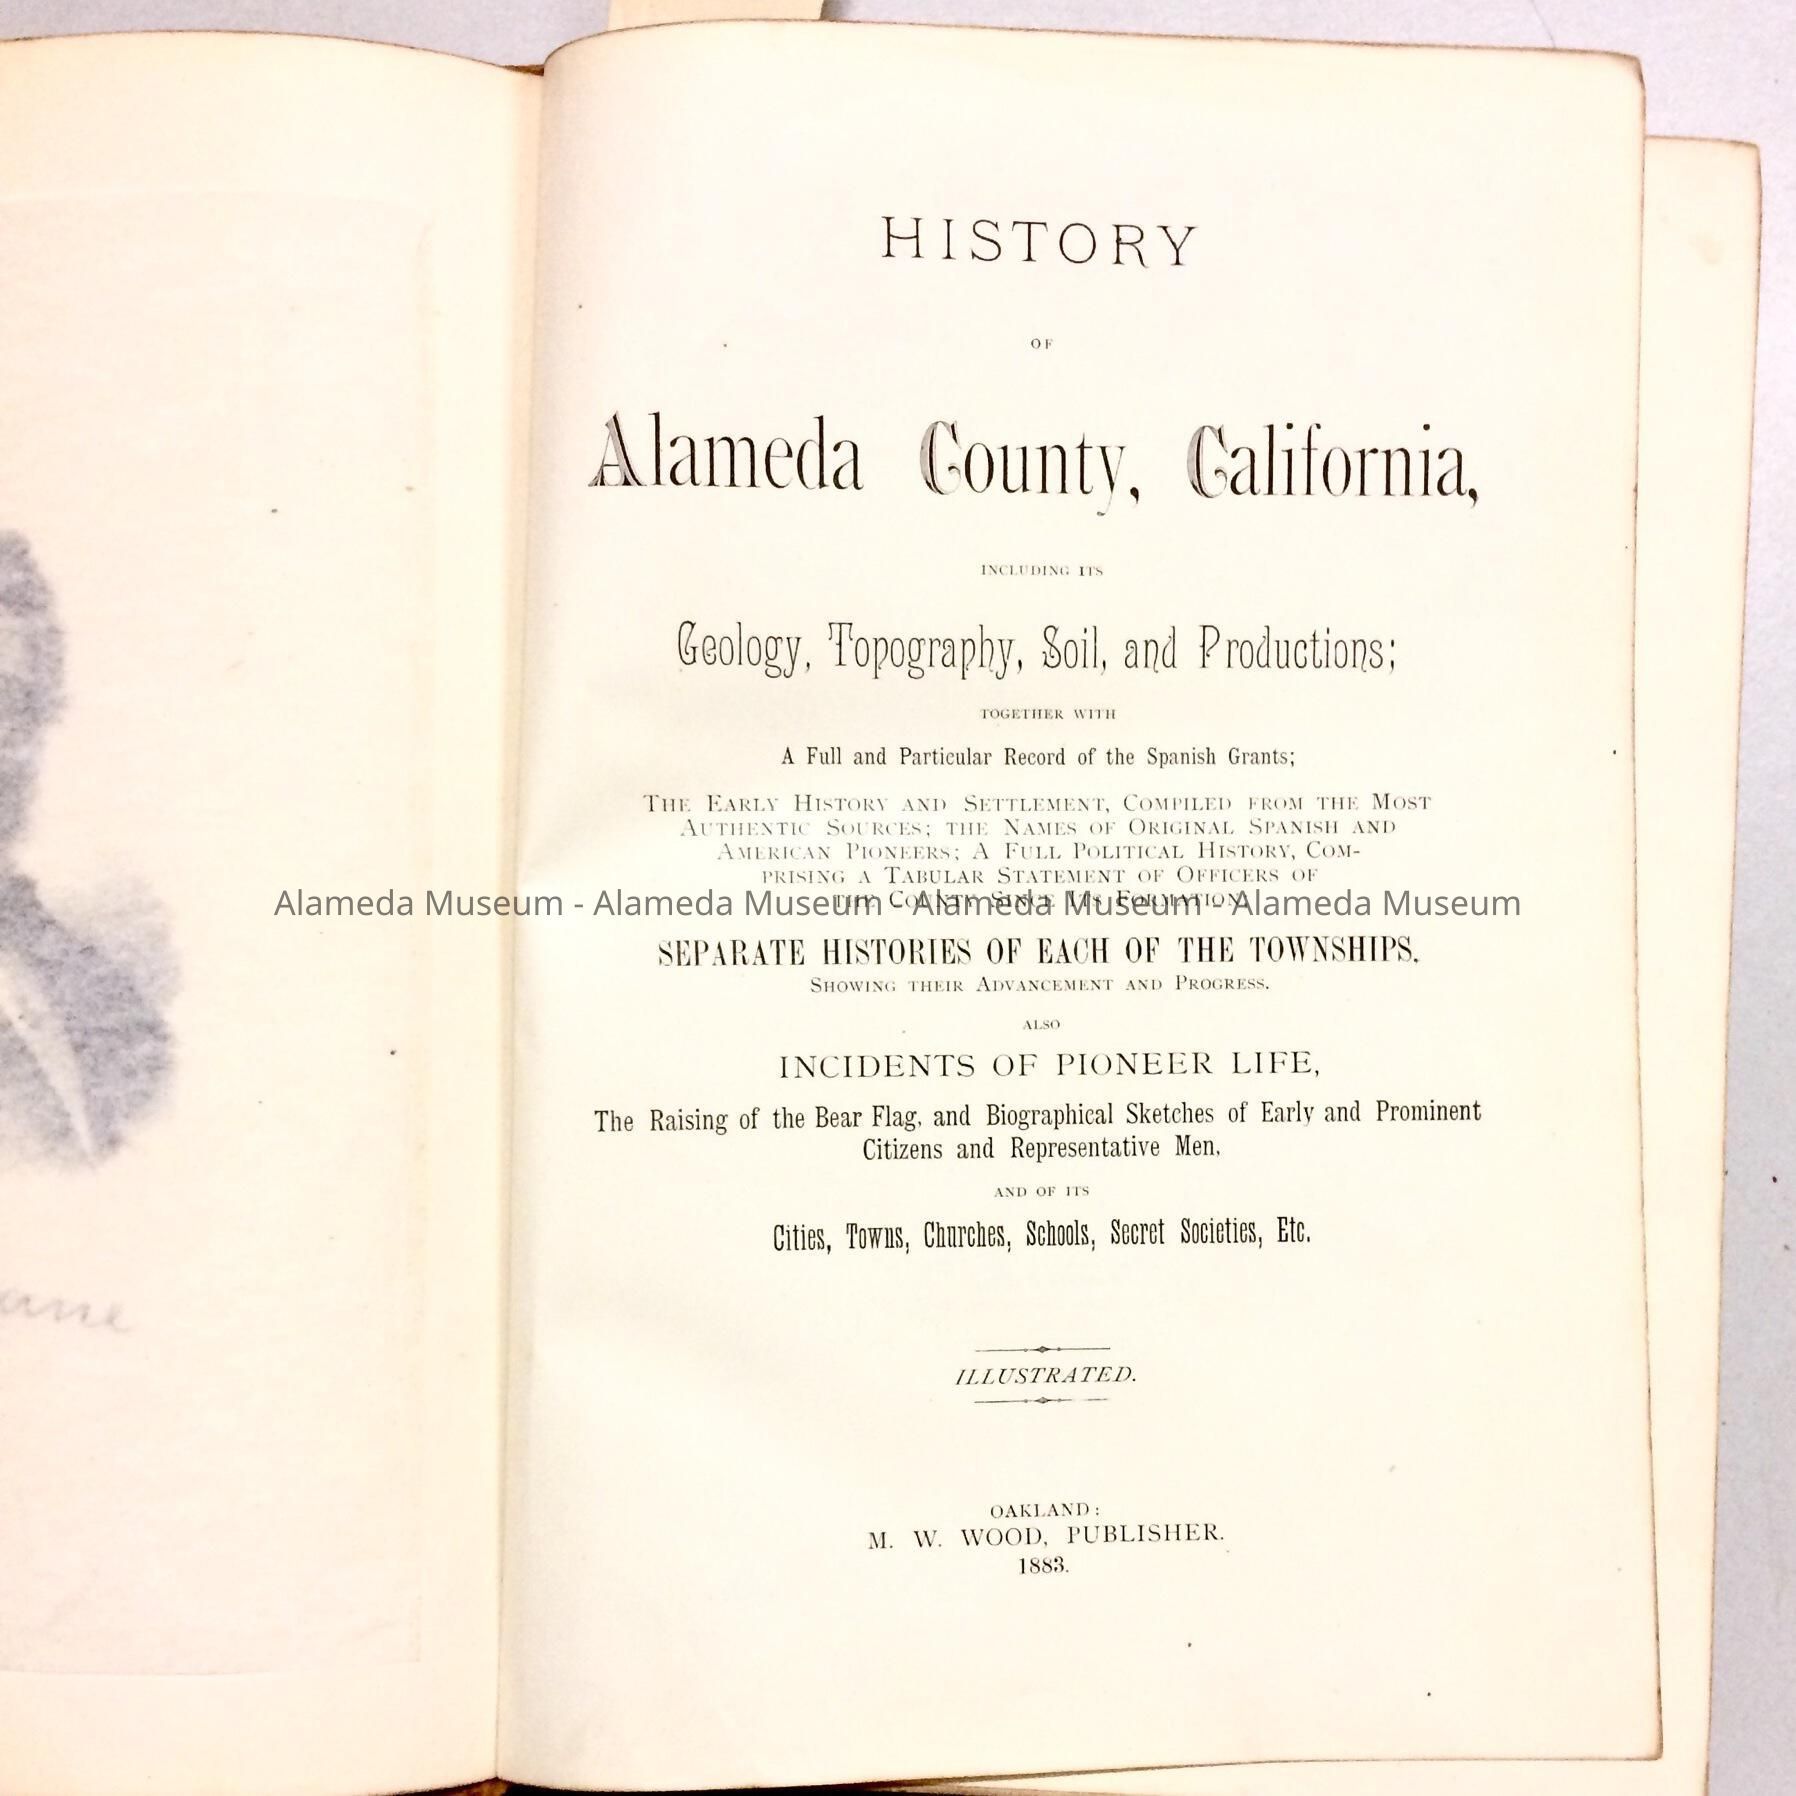 HISTORY
OF
Alameda County, California,
INCLUDING ITS
Geology, Topography, Soil, and Productions;
TOGETHER WITH
A Full and Particular Record of the Spanish Grants;
THE EARLY HISTORY AND SETTLEMENT, COMPILED FROM THE MOST
AUTHENTIC SOURCES; THE NAMES OF ORIGINAL SPANISH AND
AMERICAN PIONEERS; A FULL POLITICAL HISTORY, COM-
PRISING A TABULAR STATEMENT OF OFFICERS OF
THE COUNTY SINCE ITS FORMATION;
Alameda Museum - Alameda Museum - Alameda Museum - Alameda Museum
SEPARATE HISTORIES OF EACH OF THE TOWNSHIPS,
SHOWING THEIR ADVANCEMENT AND PROGRESS.
ALSO
INCIDENTS OF PIONEER LIFE,
The Raising of the Bear Flag, and Biographical Sketches of Early and Prominent
Citizens and Representative Men,
AND OF ITS
Cities, Towns, Churches, Schools, Secret Societies, Etc.
ILLUSTRATED.
OAKLAND:
M. W. WOOD, PUBLISHER.
1883.